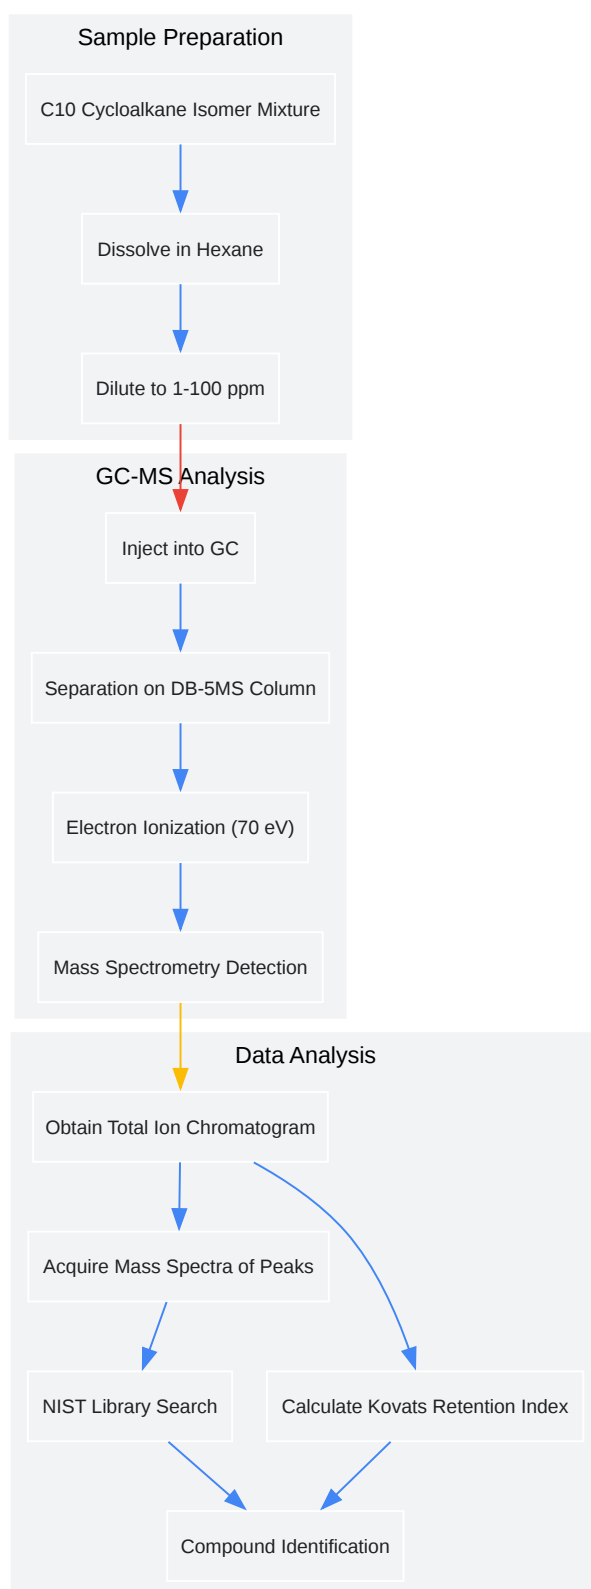 Sample Preparation
C10 Cycloalkane Isomer Mixture
Dissolve in Hexane
Dilute to 1-100 ppm
GC-MS Analysis
Inject into GC
Separation on DB-5MS Column
Electron Ionization (70 eV)
Mass Spectrometry Detection
Data Analysis
Obtain Total Ion Chromatogram
Acquire Mass Spectra of Peaks
NIST Library Search
Calculate Kovats Retention Index
Compound Identification